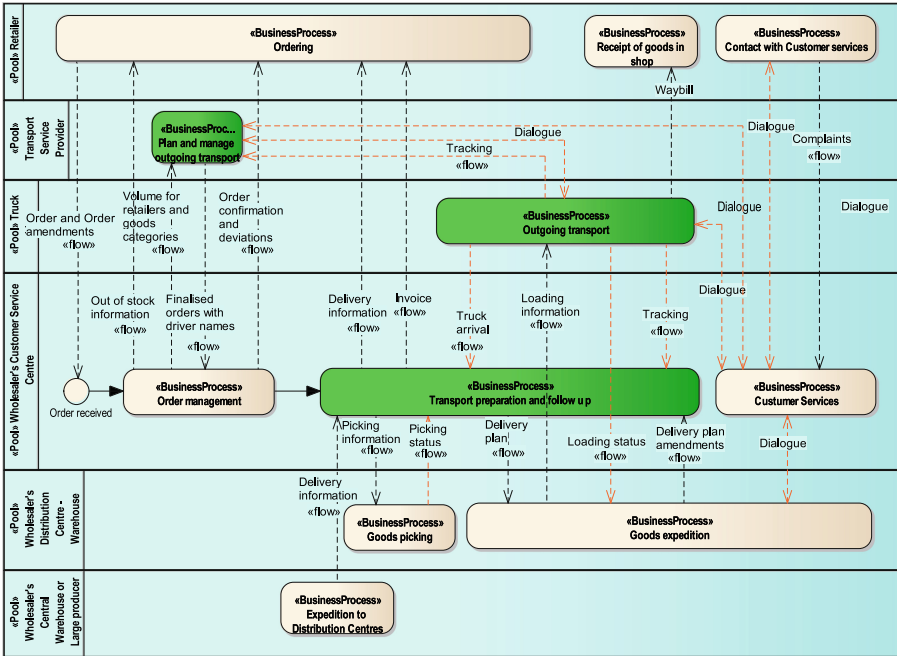 «Pool» Retailer
«BusinessProcess»
Ordering
«BusinessProcess»
Receipt of goods in
shop
«BusinessProcess»
Contact with Customer services
Waybill
«Pool»
Transport
Service
Provider
«BusinessProc...
Plan and manage
outgoing transport
Dialogue
Tracking
«flow»
Dialogue
Complaints
«flow»
«Pool» Truck
Order and Order
amendments
«flow»
Volume for
retailers and
goods
categories
«flow»
Order
confirmation
and
deviations
«flow»
«BusinessProcess»
Outgoing transport
Dialogue
Dialogue
«Pool» Wholesaler's Customer Service
Centre
Out of stock
information
«flow»
Finalised
orders with
driver names
«flow»
Delivery
information
«flow»
Invoice
«flow»
Truck
arrival
«flow»
Loading
information
«flow»
Tracking
«flow»
Dialogue
Order received
«BusinessProcess»
Order management
«BusinessProcess»
Transport preparation and follow up
«BusinessProcess»
Custumer Services
Picking
information
«flow»
Picking
status
«flow»
Delivery
plan
«flow»
Loading status
«flow»
Delivery plan
amendments
«flow»
Dialogue
«Pool»
Wholesaler's
Distribution
Centre -
Warehouse
Delivery
information
«flow»
«BusinessProcess»
Goods picking
«BusinessProcess»
Goods expedition
«Pool»
Wholesaler's
Central
Warehouse or
Large producer
«BusinessProcess»
Expedition to
Distribution Centres